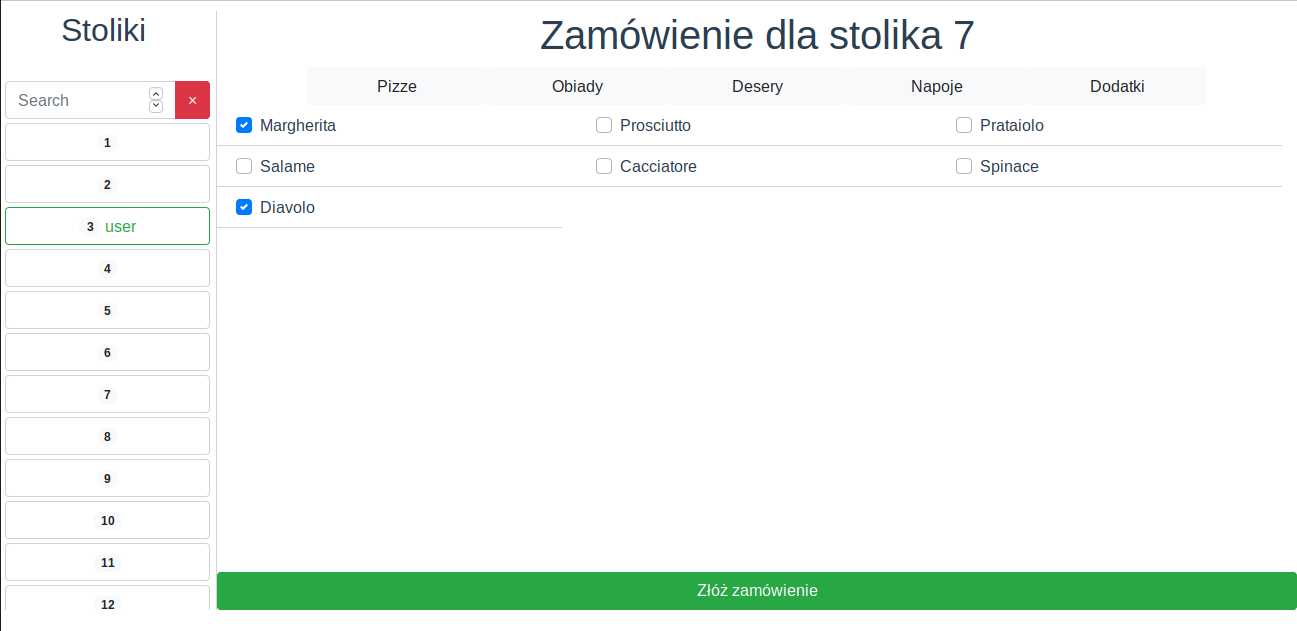 Stoliki
Search
×
1
2
3 user
4
5
6
7
8
9
10
11
12
Zamówienie dla stolika 7
Pizze Obiady Desery Napoje Dodatki
Margherita Prosciutto Prataiolo
Salame Cacciatore Spinace
Diavolo
Złóż zamówienie